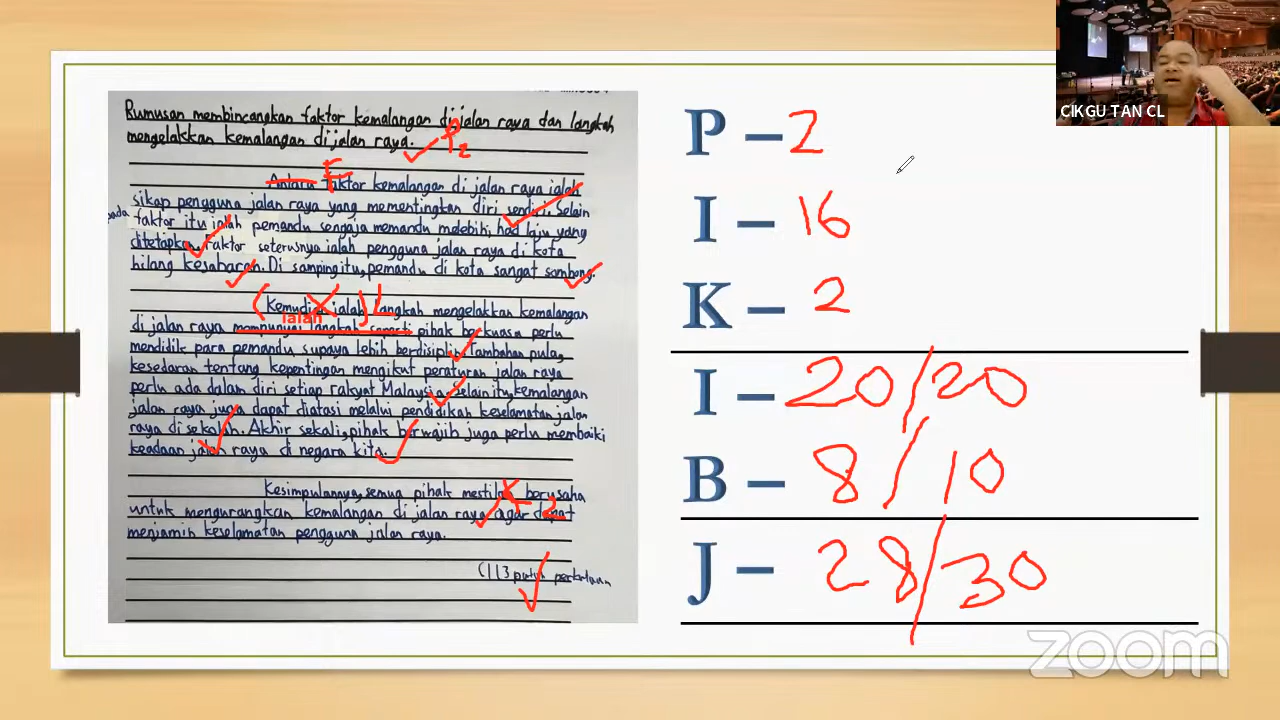 CIKGU TAN CL
Rumusan membincangkan faktor kemalangan di jalan raya dan langkah
mengelakkan kemalangan di jalan raya. P2
Antara F faktor kemalangan di jalan raya ialah
sikap pengguna jalan raya yang mementingkan diri sendiri. Selain
pada faktor itu ialah pemandu sengaja memandu melebihi had laju yang
ditetapkan. Faktor seterusnya ialah pengguna jalan raya di kota
hilang kesabaran. Di samping itu, pemandu di kota sangat sombong.
(Kemudian ialah) L langkah mengelakkan kemalangan
ialah
di jalan raya mempunyai langkah seperti pihak berkuasa perlu
mendidik para pemandu supaya lebih berdisiplin. Tambahan pula,
kesedaran tentang kepentingan mengikut peraturan jalan raya
perlu ada dalam diri setiap rakyat Malaysia. Selain itu, kemalangan
jalan raya juga dapat diatasi melalui pendidikan keselamatan jalan
raya di sekolah. Akhir sekali, pihak berwajib juga perlu membaiki
keadaan jalan raya di negara kita.
Kesimpulannya, semua pihak mestilah berusaha K2
untuk mengurangkan kemalangan di jalan raya agar dapat
menjamin keselamatan pengguna jalan raya.
(113 patah perkataan
P – 2
I – 16
K – 2
I – 20/20
B – 8/10
J – 28/30
zoom